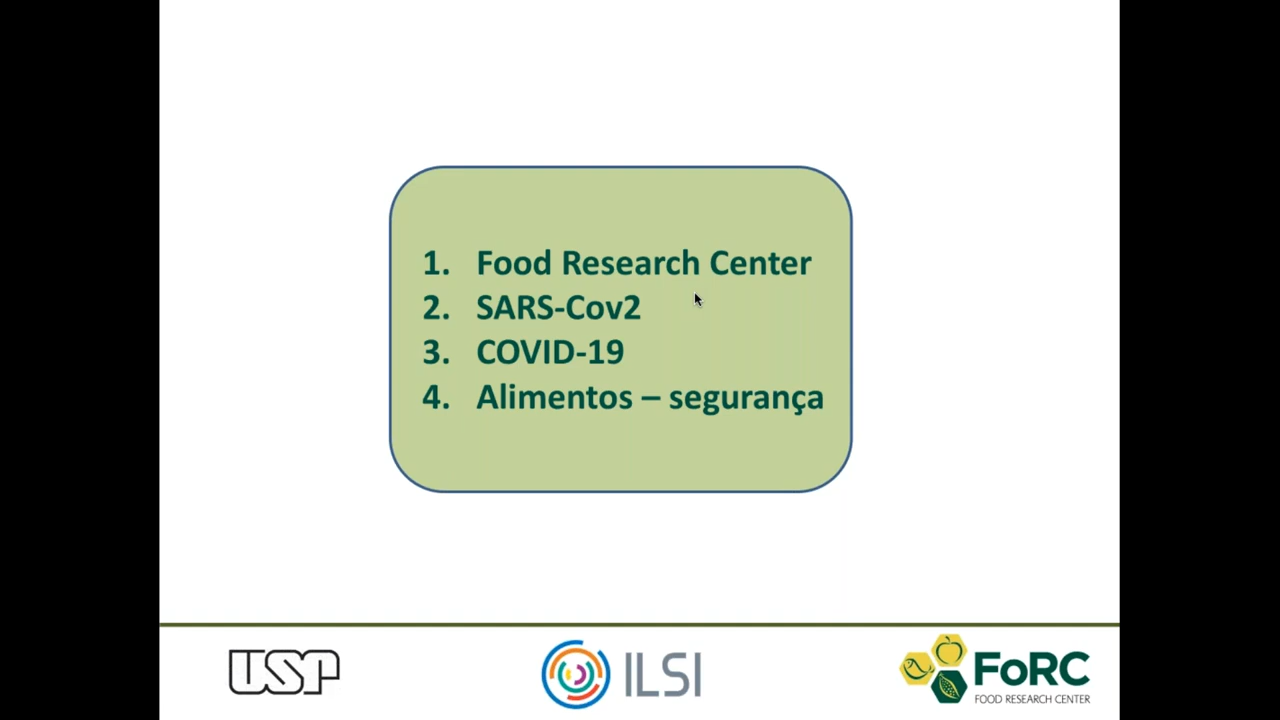 1. Food Research Center
2. SARS-Cov2
3. COVID-19
4. Alimentos – segurança
USP
ILSI
FoRC
FOOD RESEARCH CENTER